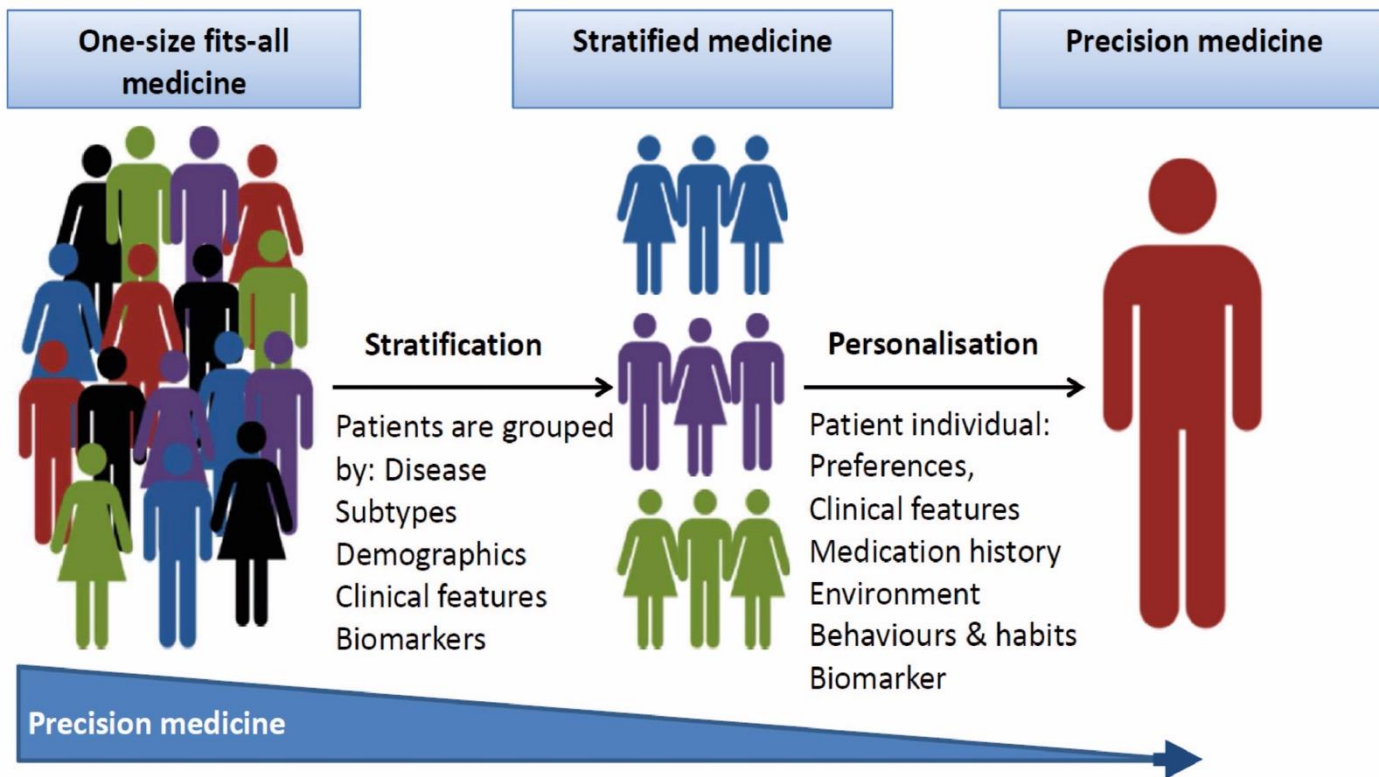 One-size fits-all
medicine
Stratified medicine
Precision medicine
Stratification
Patients are grouped
by: Disease
Subtypes
Demographics
Clinical features
Biomarkers
Personalisation
Patient individual:
Preferences,
Clinical features
Medication history
Environment
Behaviours & habits
Biomarker
Precision medicine